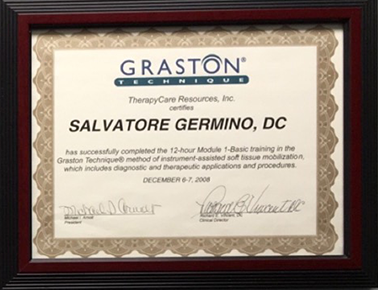 GRASTON®
TECHNIQUE
TherapyCare Resources, Inc.
certifies
SALVATORE GERMINO, DC
has successfully completed the 12-hour Module 1-Basic training in the
Graston Technique® method of instrument-assisted soft tissue mobilization,
which includes diagnostic and therapeutic applications and procedures.
DECEMBER 6-7, 2008
Michael I. Arnolt
President
Clinical Director